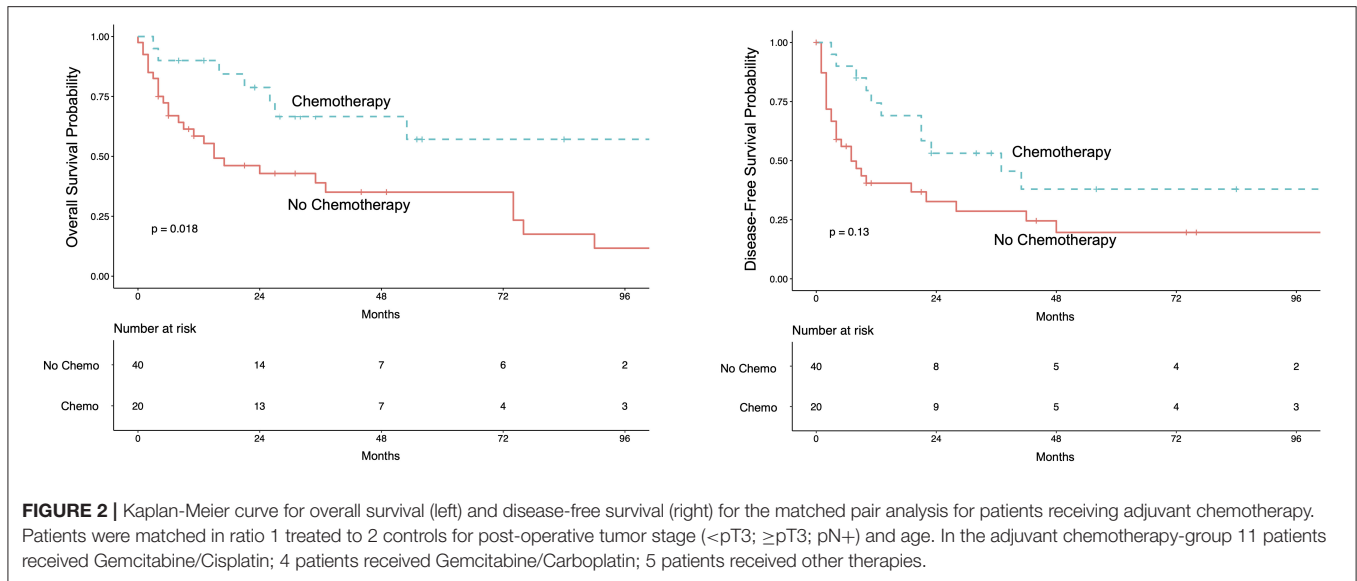 Overall Survival Probability
1.00
0.75
0.50
0.25
0.00
Chemotherapy
No Chemotherapy
p = 0.018
0 24 48 72 96
Months
Number at risk
No Chemo 40 14 7 6 2
Chemo 20 13 7 4 3
0 24 48 72 96
Months
Disease-Free Survival Probability
1.00
0.75
0.50
0.25
0.00
Chemotherapy
No Chemotherapy
p = 0.13
0 24 48 72 96
Months
Number at risk
No Chemo 40 8 5 4 2
Chemo 20 9 5 4 3
0 24 48 72 96
Months
FIGURE 2 | Kaplan-Meier curve for overall survival (left) and disease-free survival (right) for the matched pair analysis for patients receiving adjuvant chemotherapy.
Patients were matched in ratio 1 treated to 2 controls for post-operative tumor stage (<pT3; ≥pT3; pN+) and age. In the adjuvant chemotherapy-group 11 patients
received Gemcitabine/Cisplatin; 4 patients received Gemcitabine/Carboplatin; 5 patients received other therapies.